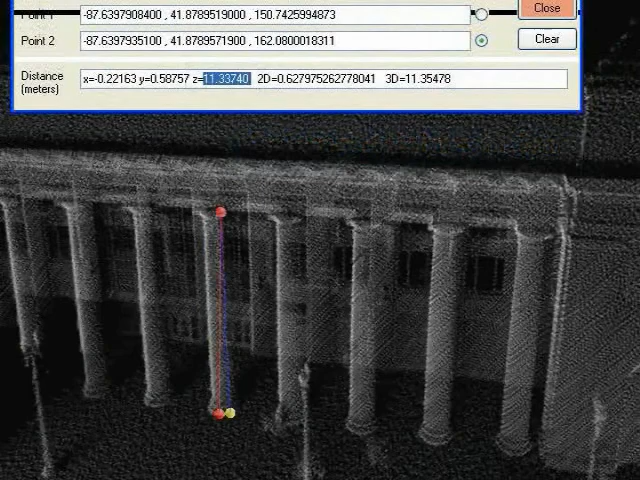 Point 1 -87.6397908400 , 41.8789519000 , 150.7425994873 Close
Point 2 -87.6397935100 , 41.8789571900 , 162.0800018311 Clear
Distance (meters) x=-0.22163 y=0.58757 z=11.33740 2D=0.627975262778041 3D=11.35478